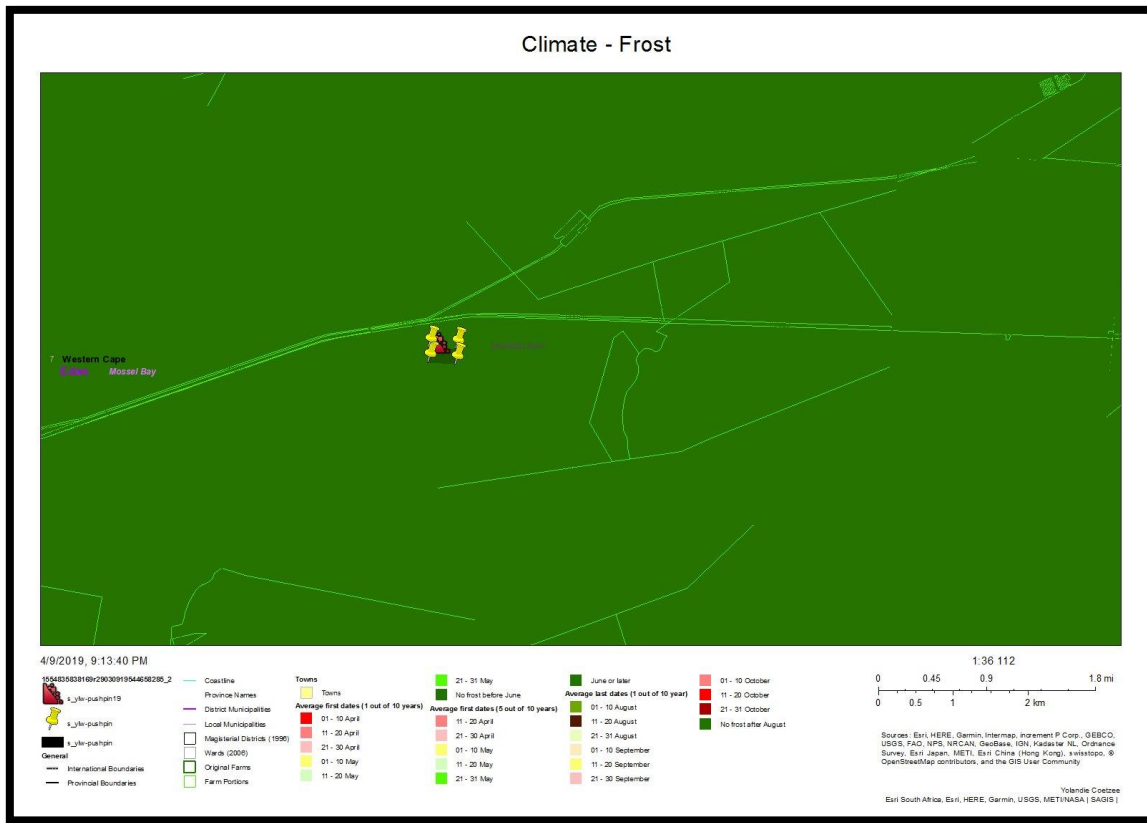 Climate - Frost
7 Western Cape
Mossel Bay
4/9/2019, 9:13:40 PM
1:36 112
s_ylw-pushpin19
s_ylw-pushpin
s_ylw-pushpin
General
International Boundaries
Provincial Boundaries
Coastline
Province Names
District Municipalities
Local Municipalities
Magisterial Districts (1996)
Wards (2006)
Original Farms
Farm Portions
Towns
Towns
Average first dates (1 out of 10 years)
01 - 10 April
11 - 20 April
21 - 30 April
01 - 10 May
11 - 20 May
21 - 31 May
No frost before June
Average first dates (5 out of 10 years)
11 - 20 April
21 - 30 April
01 - 10 May
11 - 20 May
21 - 31 May
June or later
Average last dates (1 out of 10 year)
01 - 10 August
11 - 20 August
21 - 31 August
01 - 10 September
11 - 20 September
21 - 30 September
01 - 10 October
11 - 20 October
21 - 31 October
No frost after August
0 0.45 0.9 1.8 mi
0 0.5 1 2 km
Sources: Esri, HERE, Garmin, Intermap, increment P Corp., GEBCO,
USGS, FAO, NPS, NRCAN, GeoBase, IGN, Kadaster NL, Ordnance
Survey, Esri Japan, METI, Esri China (Hong Kong), swisstopo, ©
OpenStreetMap contributors, and the GIS User Community
Yolandie Coetzee
Esri South Africa, Esri, HERE, Garmin, USGS, METI/NASA | SAGIS |